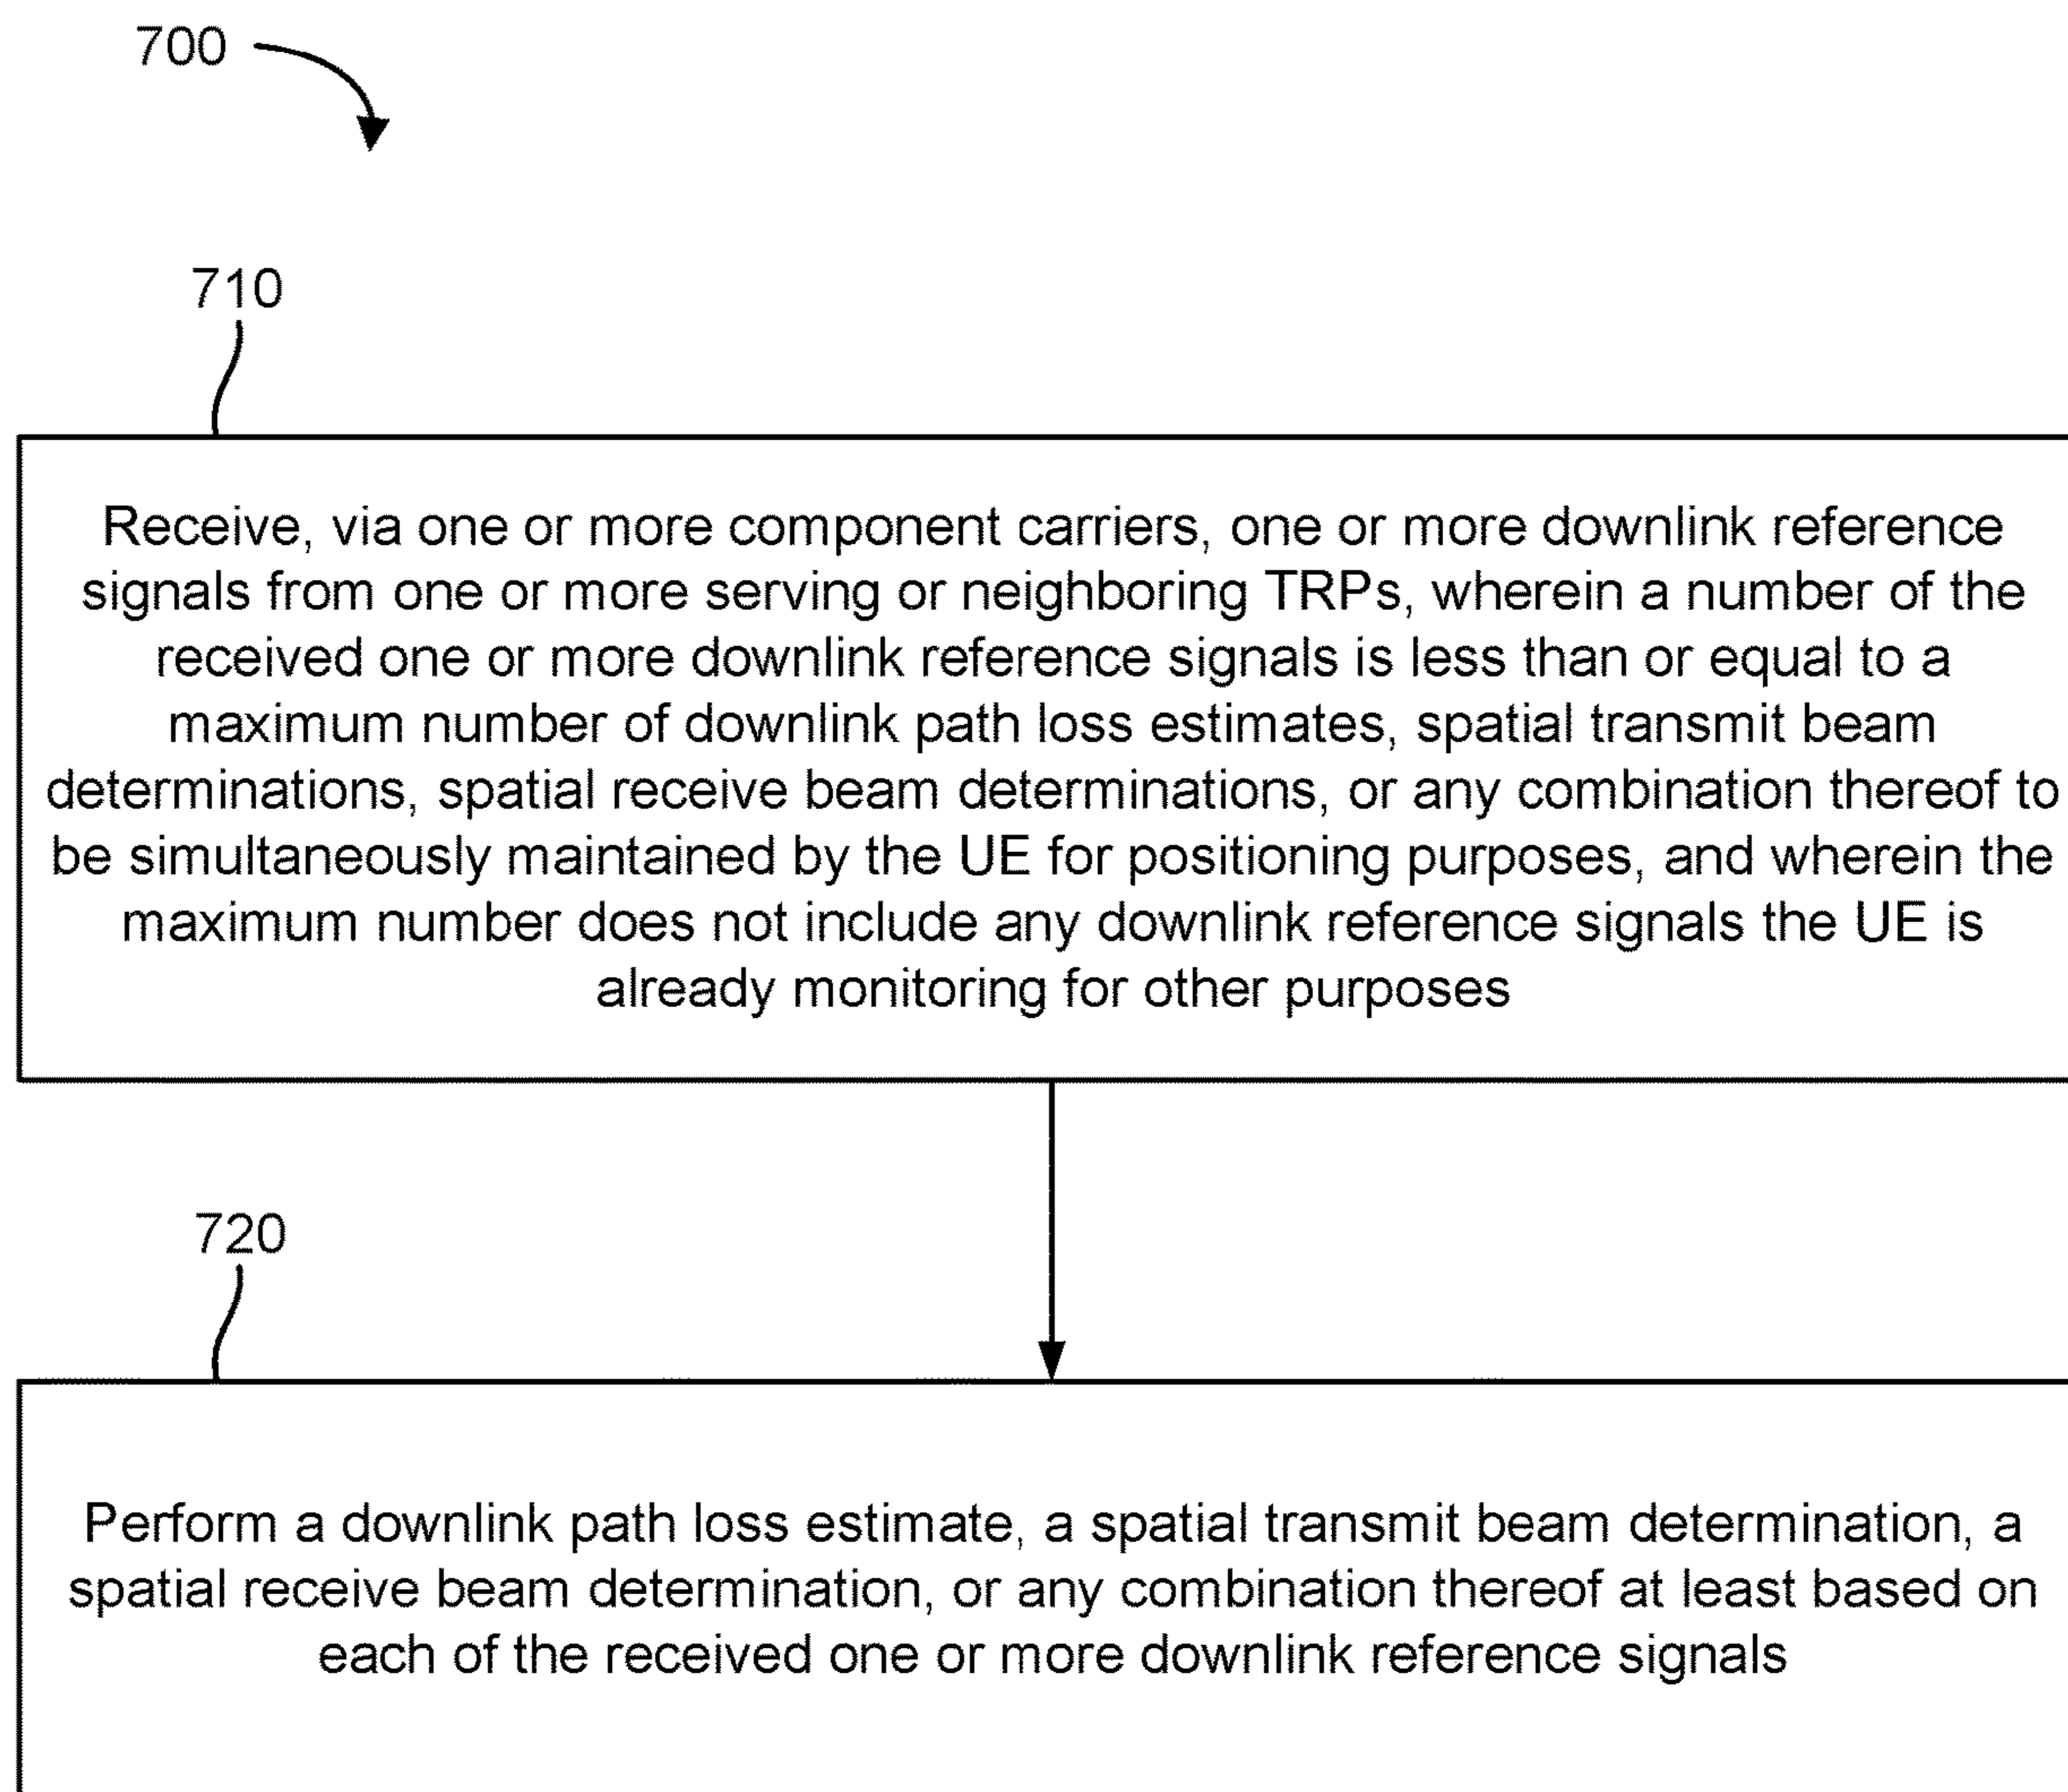 700
710
Receive, via one or more component carriers, one or more downlink reference
signals from one or more serving or neighboring TRPs, wherein a number of the
received one or more downlink reference signals is less than or equal to a
maximum number of downlink path loss estimates, spatial transmit beam
determinations, spatial receive beam determinations, or any combination thereof to
be simultaneously maintained by the UE for positioning purposes, and wherein the
maximum number does not include any downlink reference signals the UE is
already monitoring for other purposes
720
Perform a downlink path loss estimate, a spatial transmit beam determination, a
spatial receive beam determination, or any combination thereof at least based on
each of the received one or more downlink reference signals